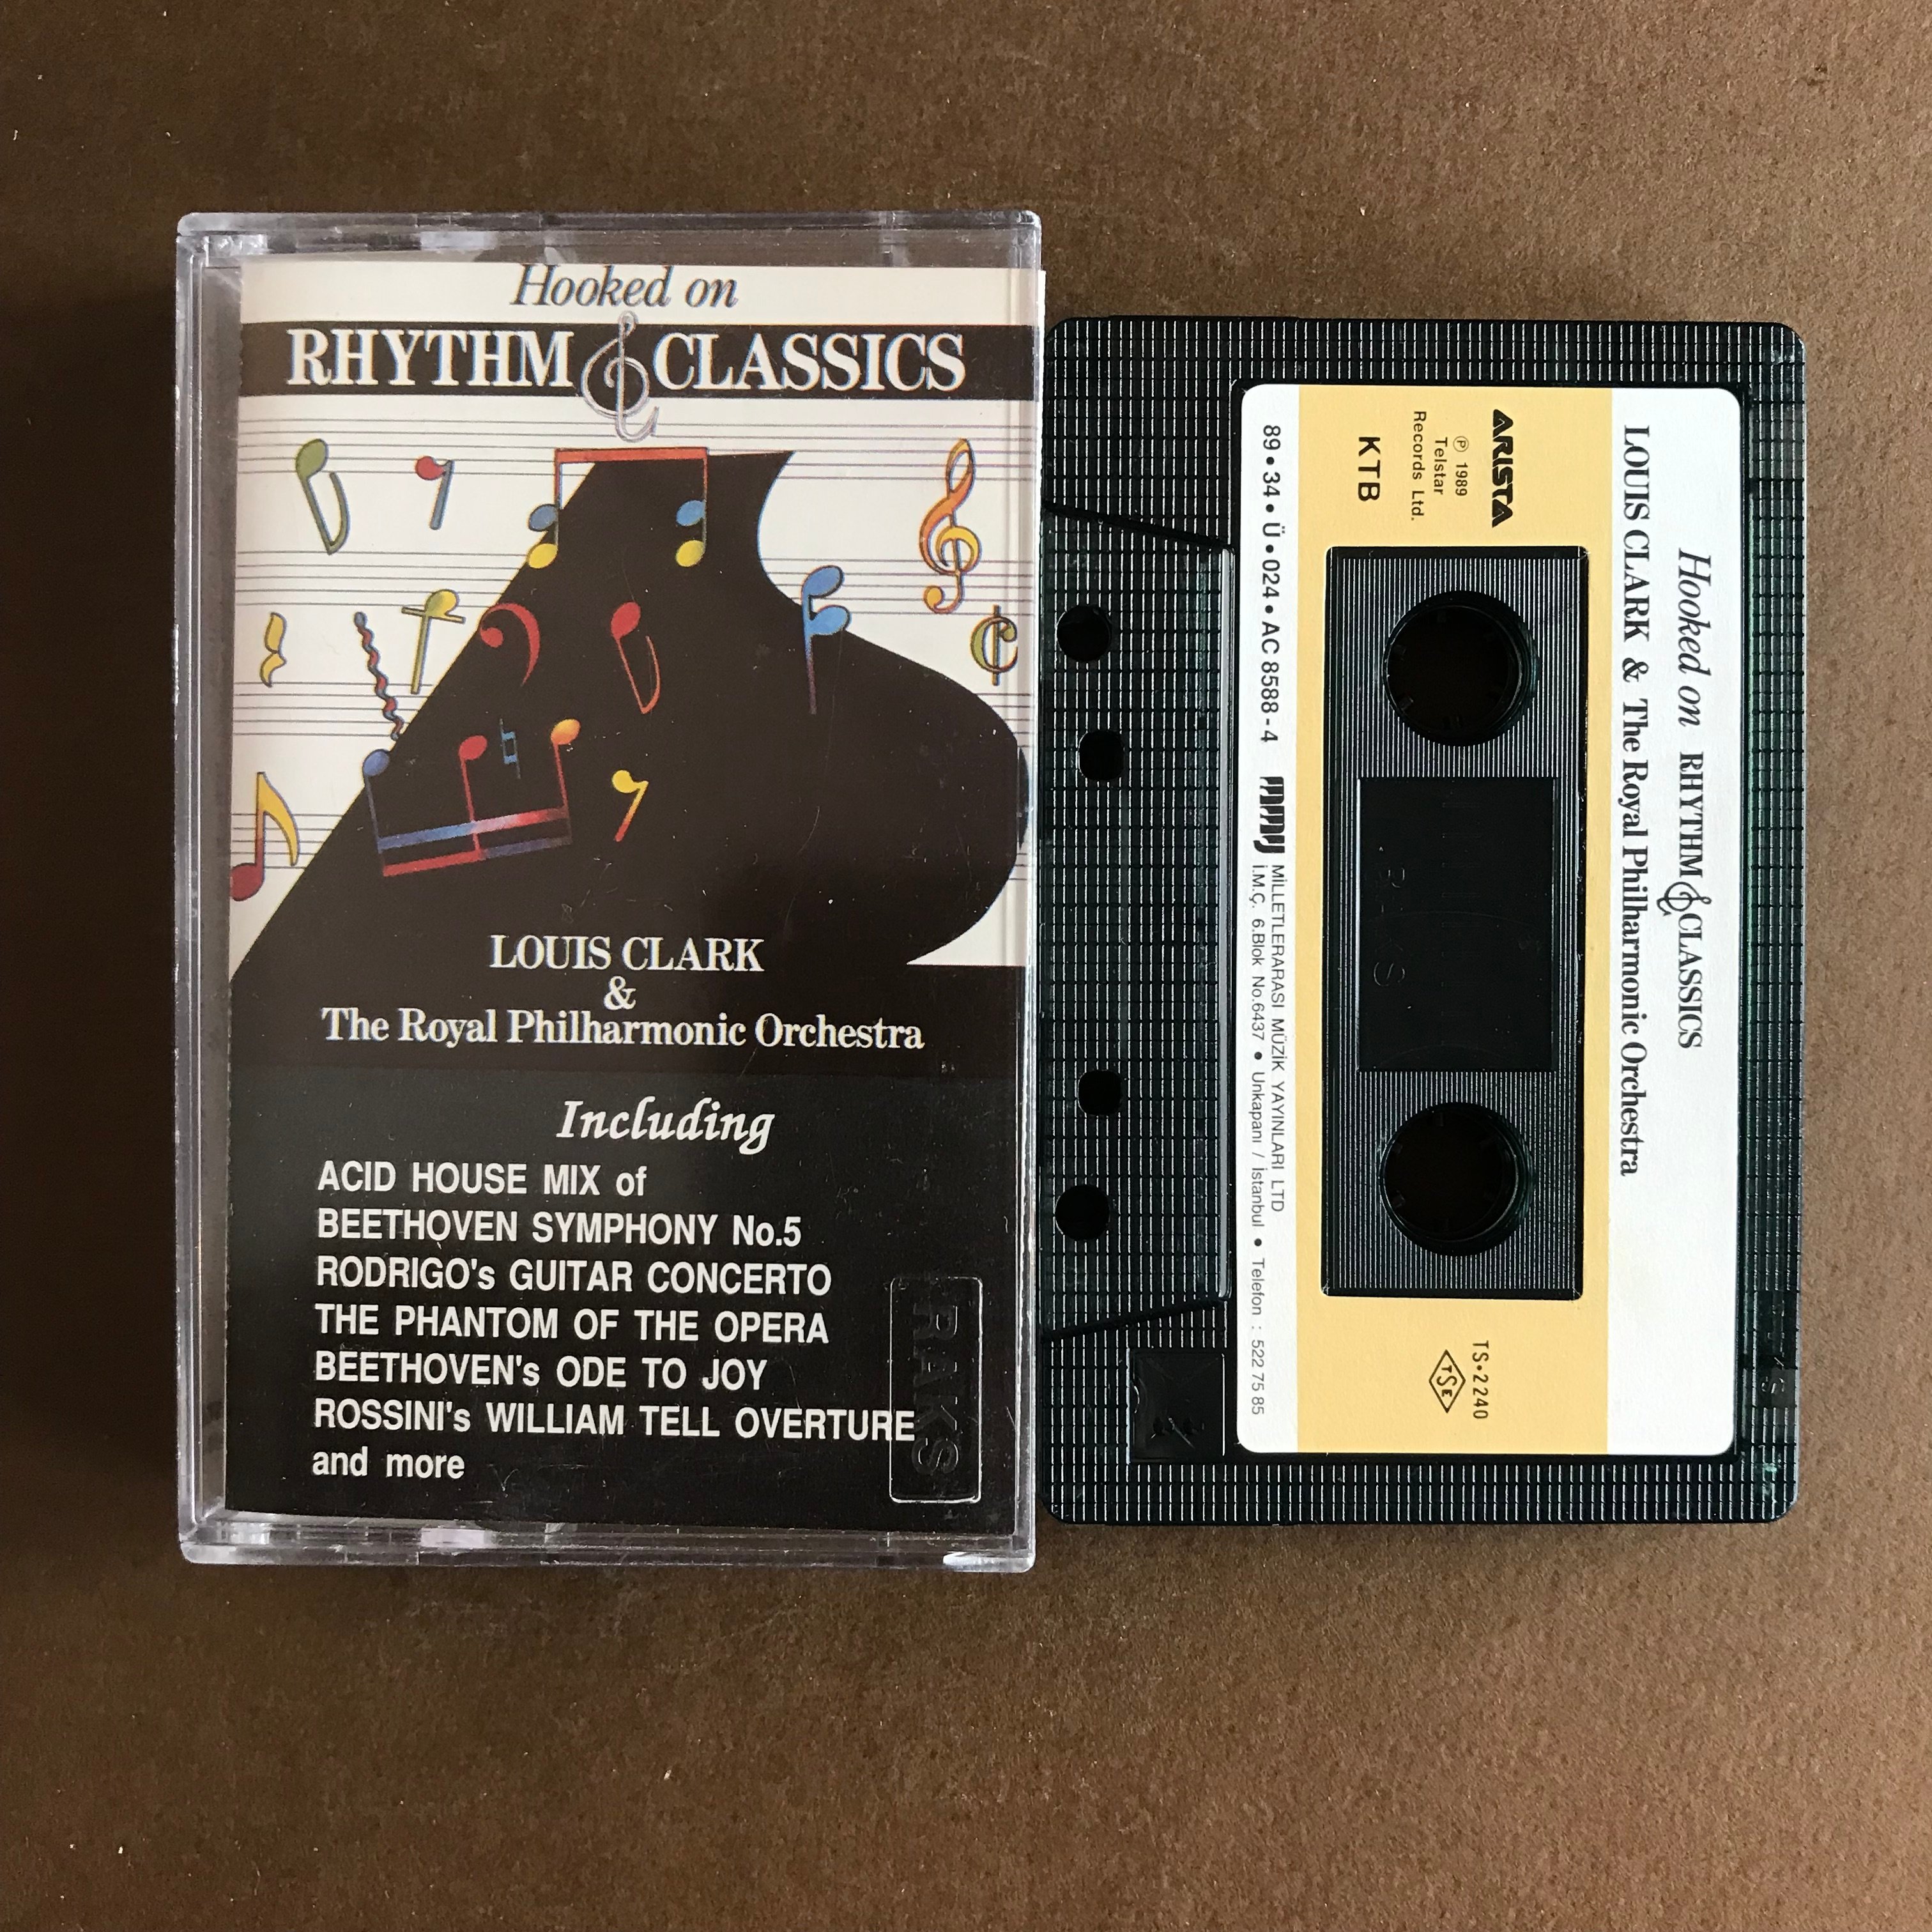 Hooked on
RHYTHM & CLASSICS
LOUIS CLARK
&
The Royal Philharmonic Orchestra
Including
ACID HOUSE MIX of
BEETHOVEN SYMPHONY No.5
RODRIGO's GUITAR CONCERTO
THE PHANTOM OF THE OPERA
BEETHOVEN's ODE TO JOY
ROSSINI's WILLIAM TELL OVERTURE
and more
RAKS
Hooked on RHYTHM & CLASSICS
LOUIS CLARK & The Royal Philharmonic Orchestra
ARISTA
℗ 1989
Telstar
Records Ltd.
KTB
TS•2240
TSE
RAKS
89•34•Ü•024•AC 8588-4
MMY
MİLLETLERARASI MÜZİK YAYINLARI LTD
İ.M.Ç. 6.Blok No.6437 • Unkapanı / İstanbul • Telefon : 522 75 85